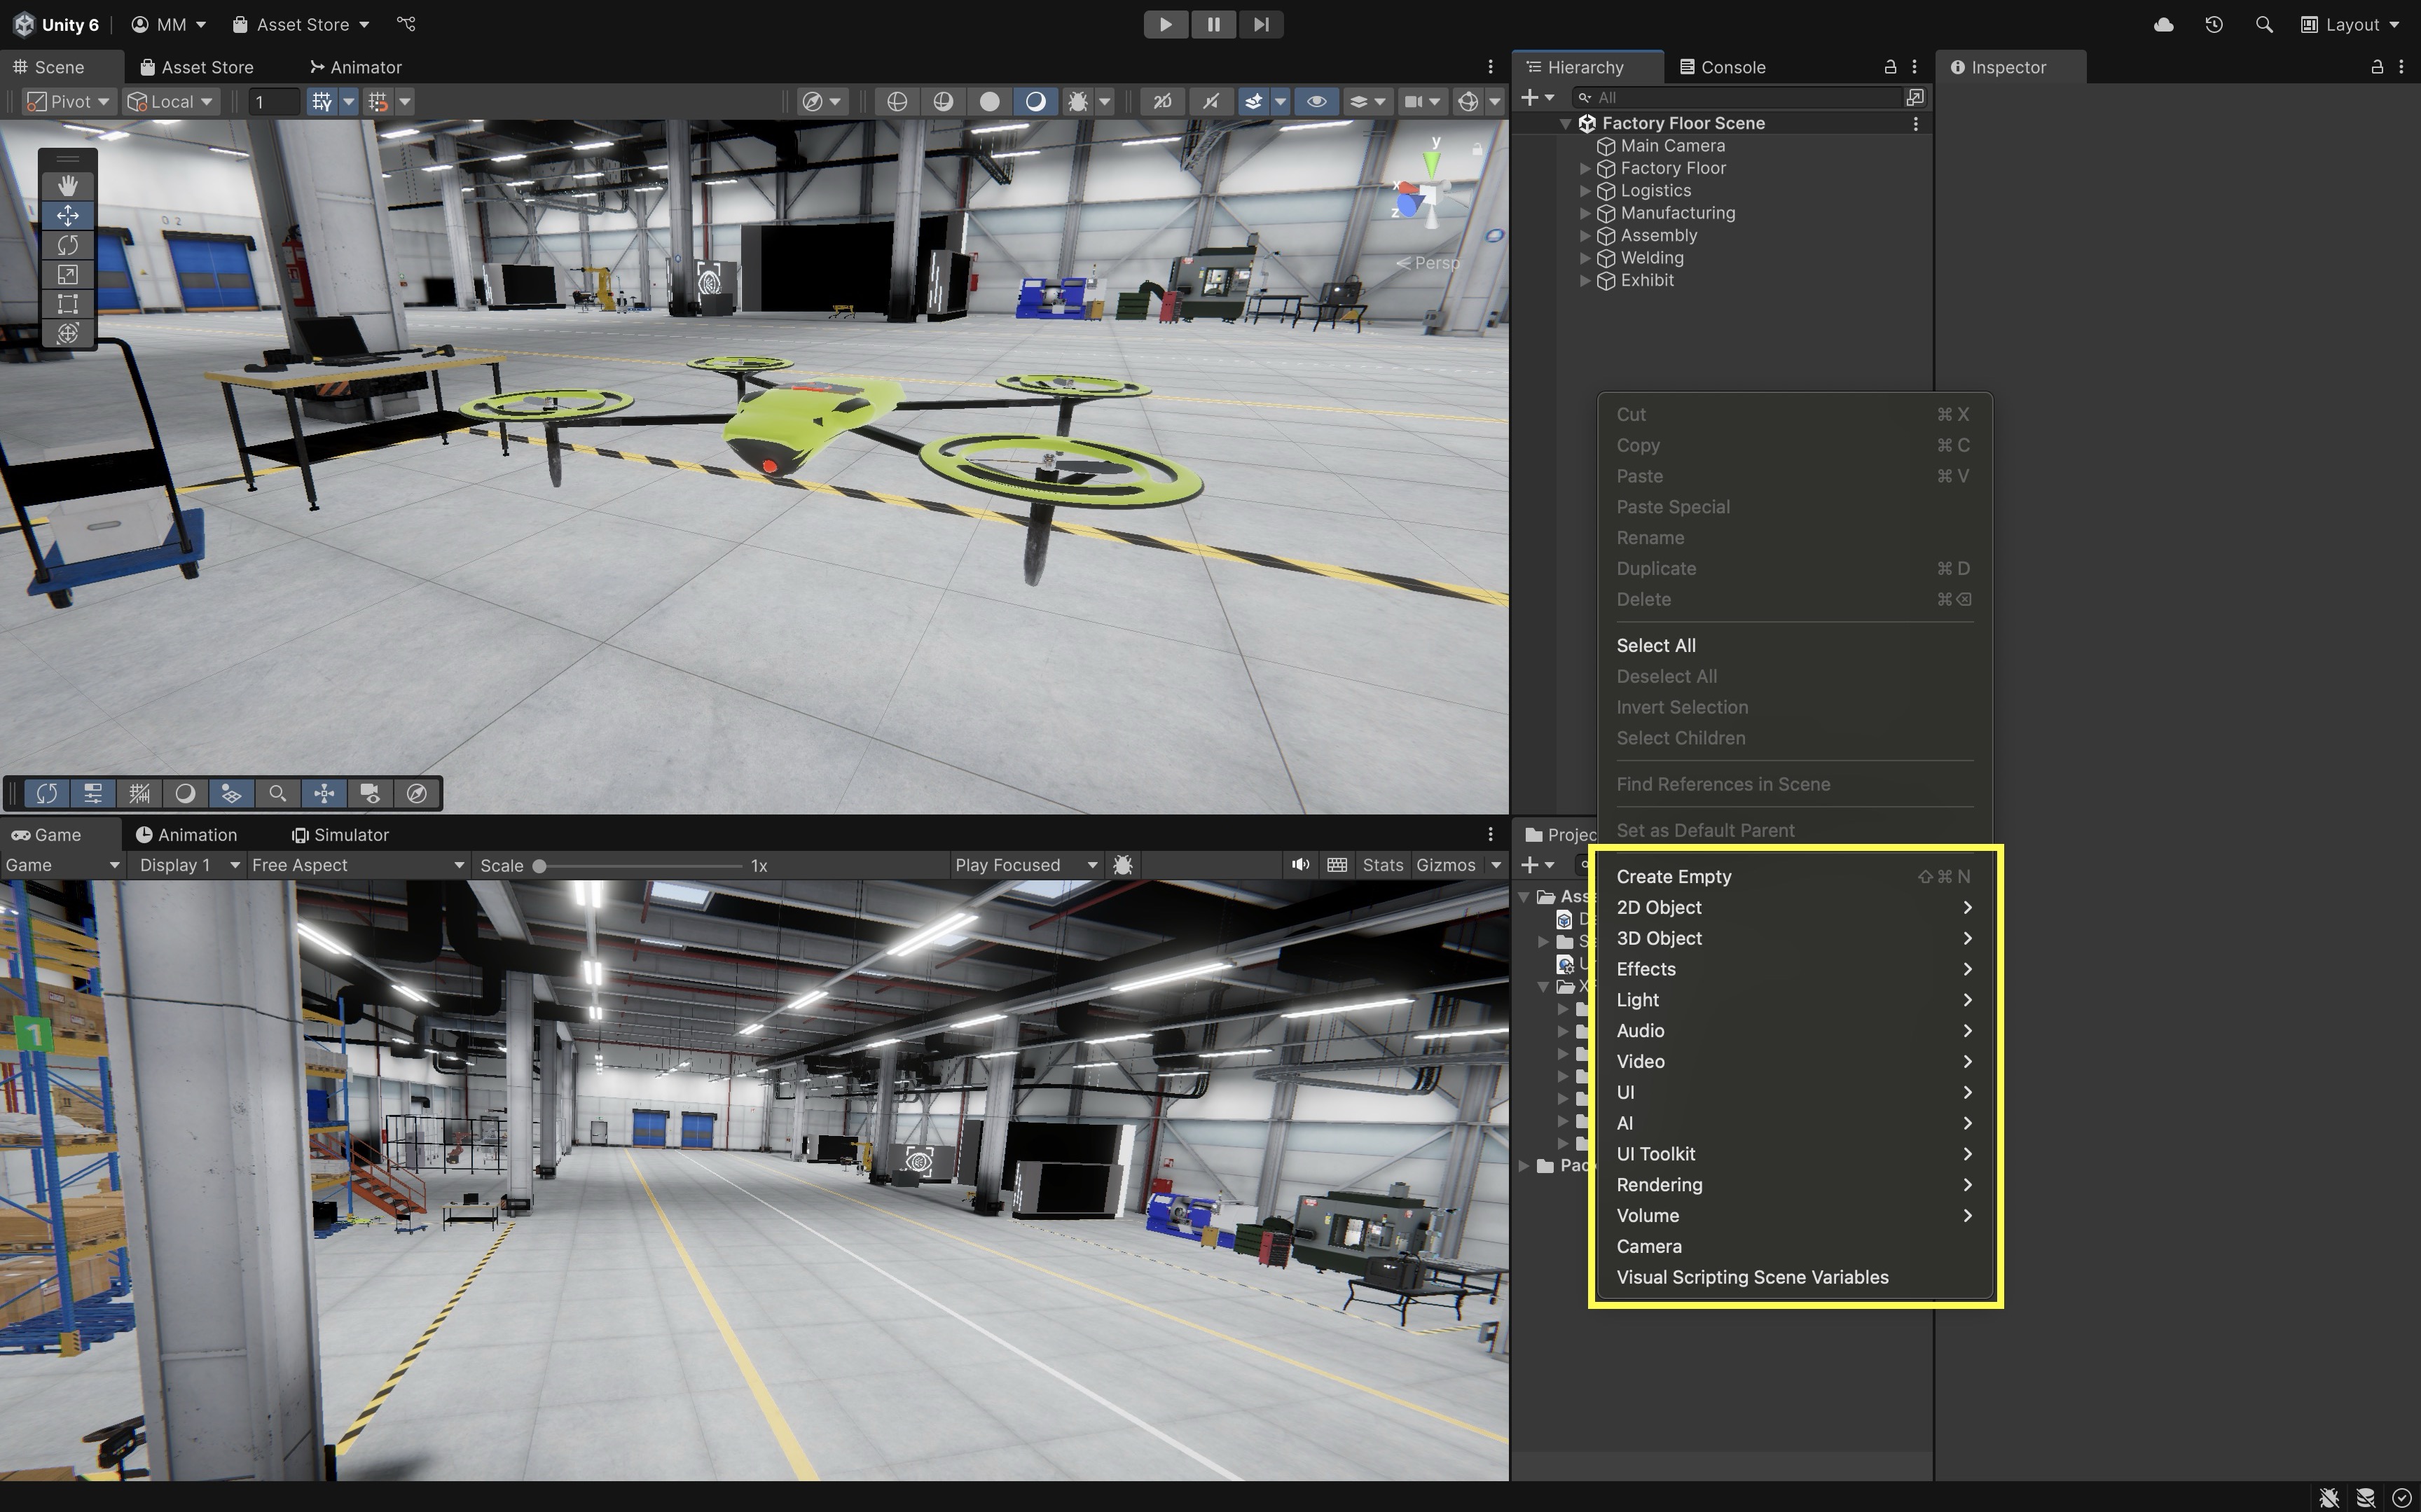 Unity 6
MM
Asset Store
Layout
Scene
Asset Store
Animator
Hierarchy
Console
Inspector
Pivot
Local
1
2D
All
Factory Floor Scene
Main Camera
Factory Floor
Logistics
Manufacturing
Assembly
Welding
Exhibit
y
x
z
Persp
0 2
Cut ⌘ X
Copy ⌘ C
Paste ⌘ V
Paste Special
Rename
Duplicate ⌘ D
Delete ⌘⌫
Select All
Deselect All
Invert Selection
Select Children
Find References in Scene
Set as Default Parent
Create Empty ⇧ ⌘ N
2D Object
3D Object
Effects
Light
Audio
Video
UI
AI
UI Toolkit
Rendering
Volume
Camera
Visual Scripting Scene Variables
Game
Animation
Simulator
Game
Display 1
Free Aspect
Scale
1x
Play Focused
Stats
Gizmos
1
Projec
Ass
D
S
U
X
Pac